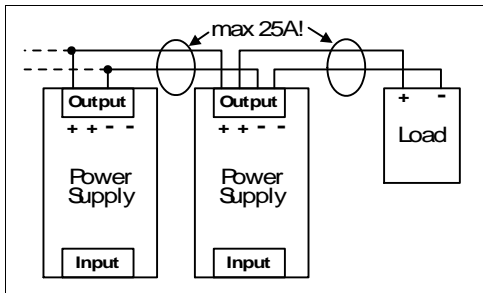 max 25A!
Output
+ + - -
Power
Supply
Input
Output
+ + - -
Power
Supply
Input
+ -
Load